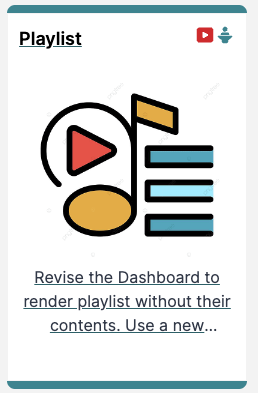 Playlist
Revise the Dashboard to
render playlist without their
contents. Use a new...